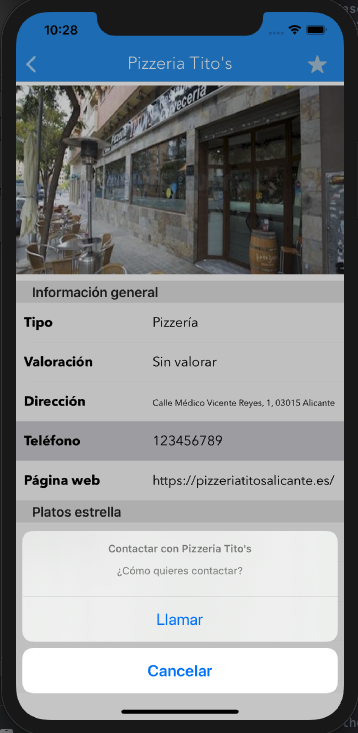 10:28
Pizzeria Tito's
Información general
Tipo Pizzería
Valoración Sin valorar
Dirección Calle Médico Vicente Reyes, 1, 03015 Alicante
Teléfono 123456789
Página web https://pizzeriatitosalicante.es/
Platos estrella
Contactar con Pizzeria Tito's
¿Cómo quieres contactar?
Llamar
Cancelar